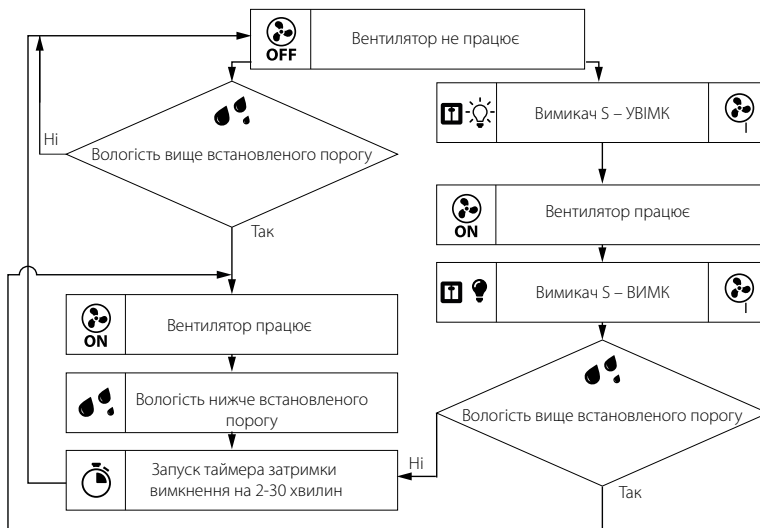 OFF
Вентилятор не працює
Вологість вище встановленого порогу
Ні
Так
ON
Вентилятор працює
Вологість нижче встановленого
порогу
Запуск таймера затримки
вимкнення на 2-30 хвилин
Вимикач S – УВІМК
I
ON
Вентилятор працює
Вимикач S – ВИМК
I
Вологість вище встановленого порогу
Ні
Так